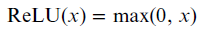 ReLU(x) = max(0, x)